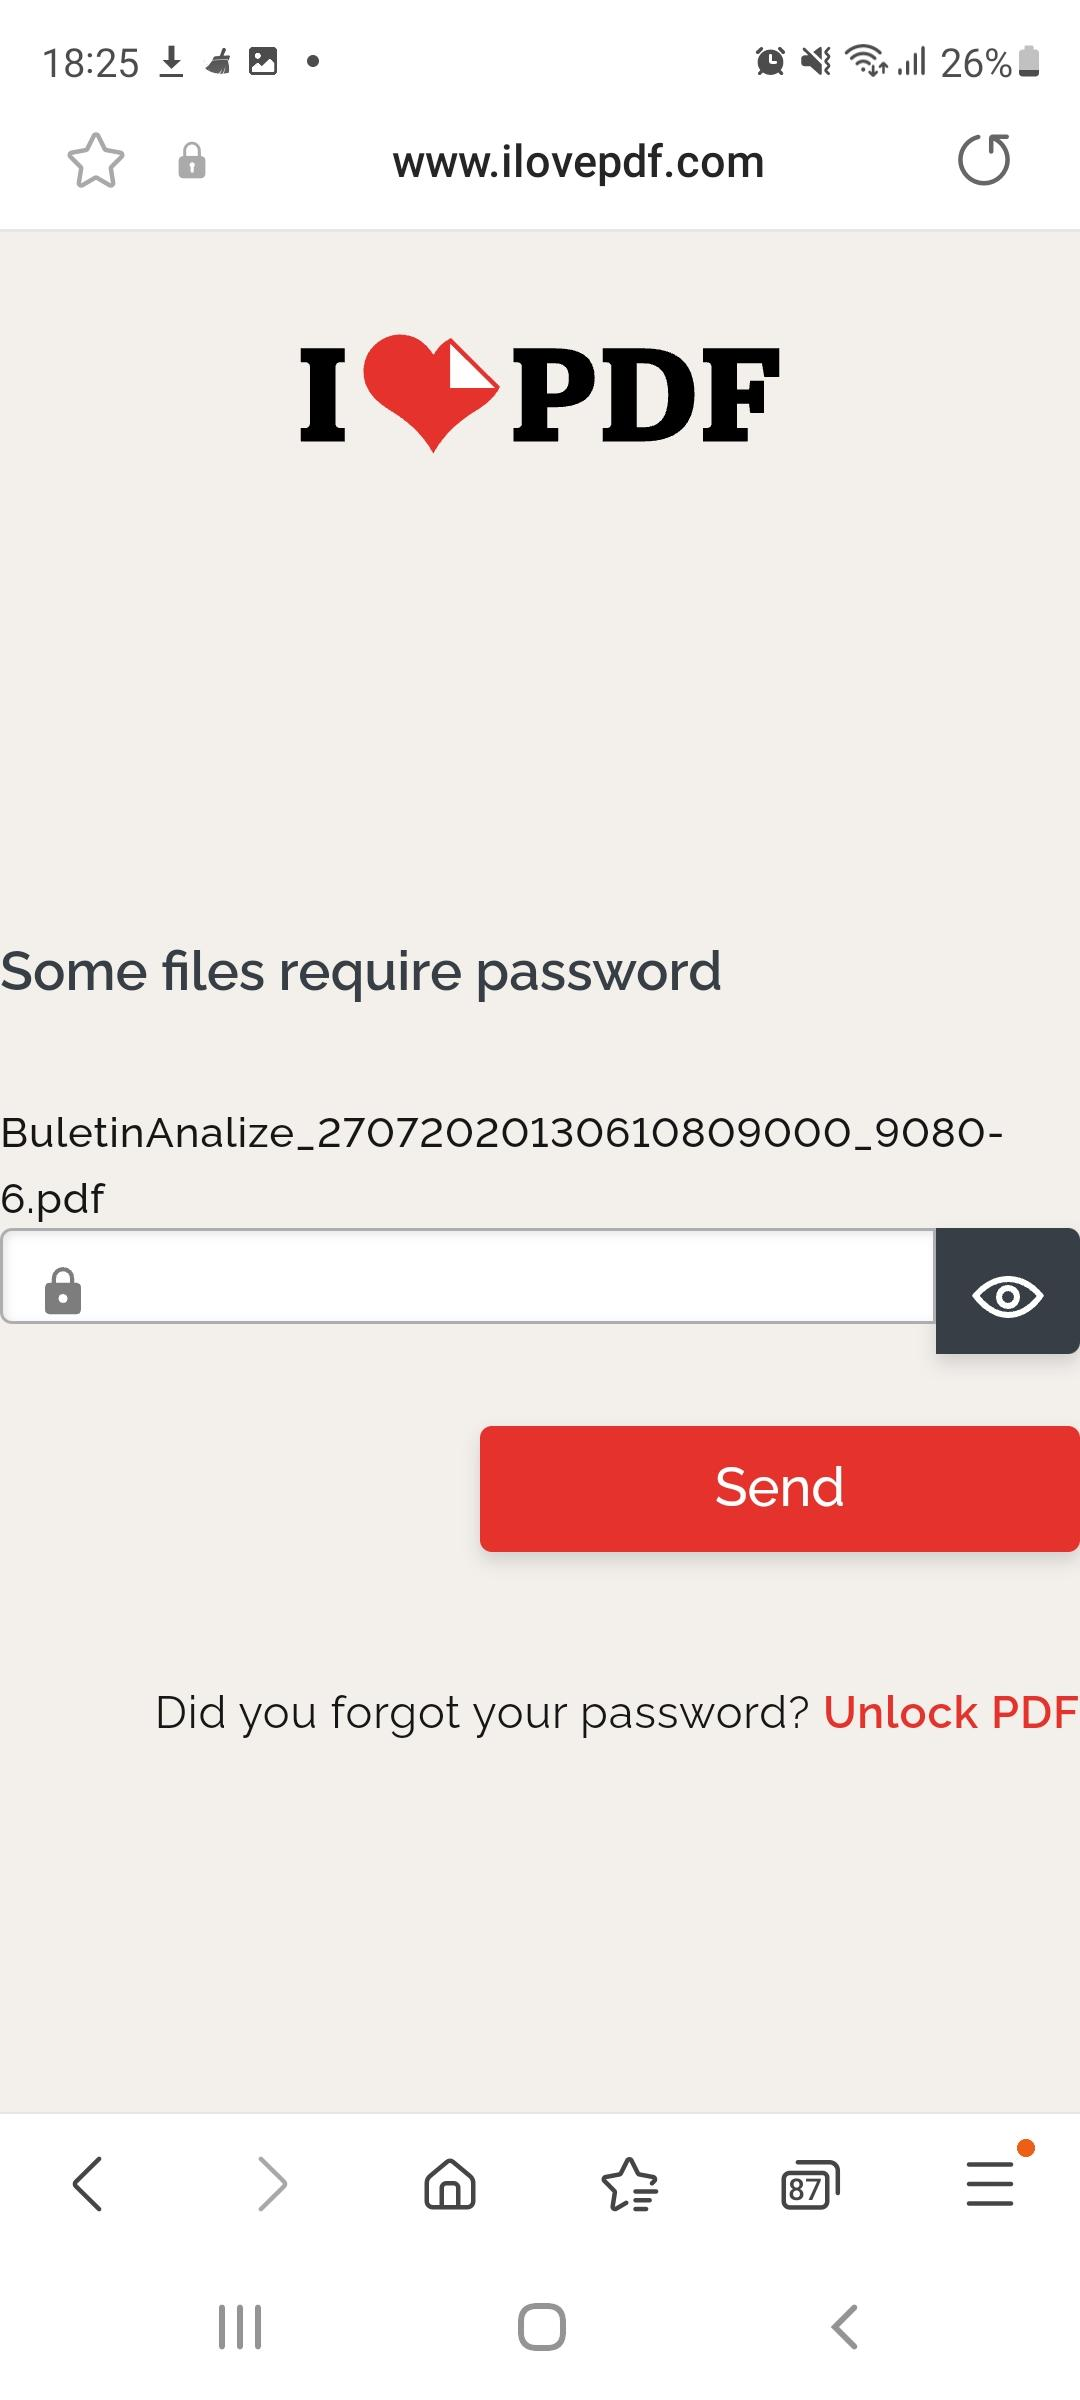 18:25
26%
www.ilovepdf.com
I PDF
Some files require password
BuletinAnalize_27072020130610809000_9080-
6.pdf
Send
Did you forgot your password? Unlock PDF
87